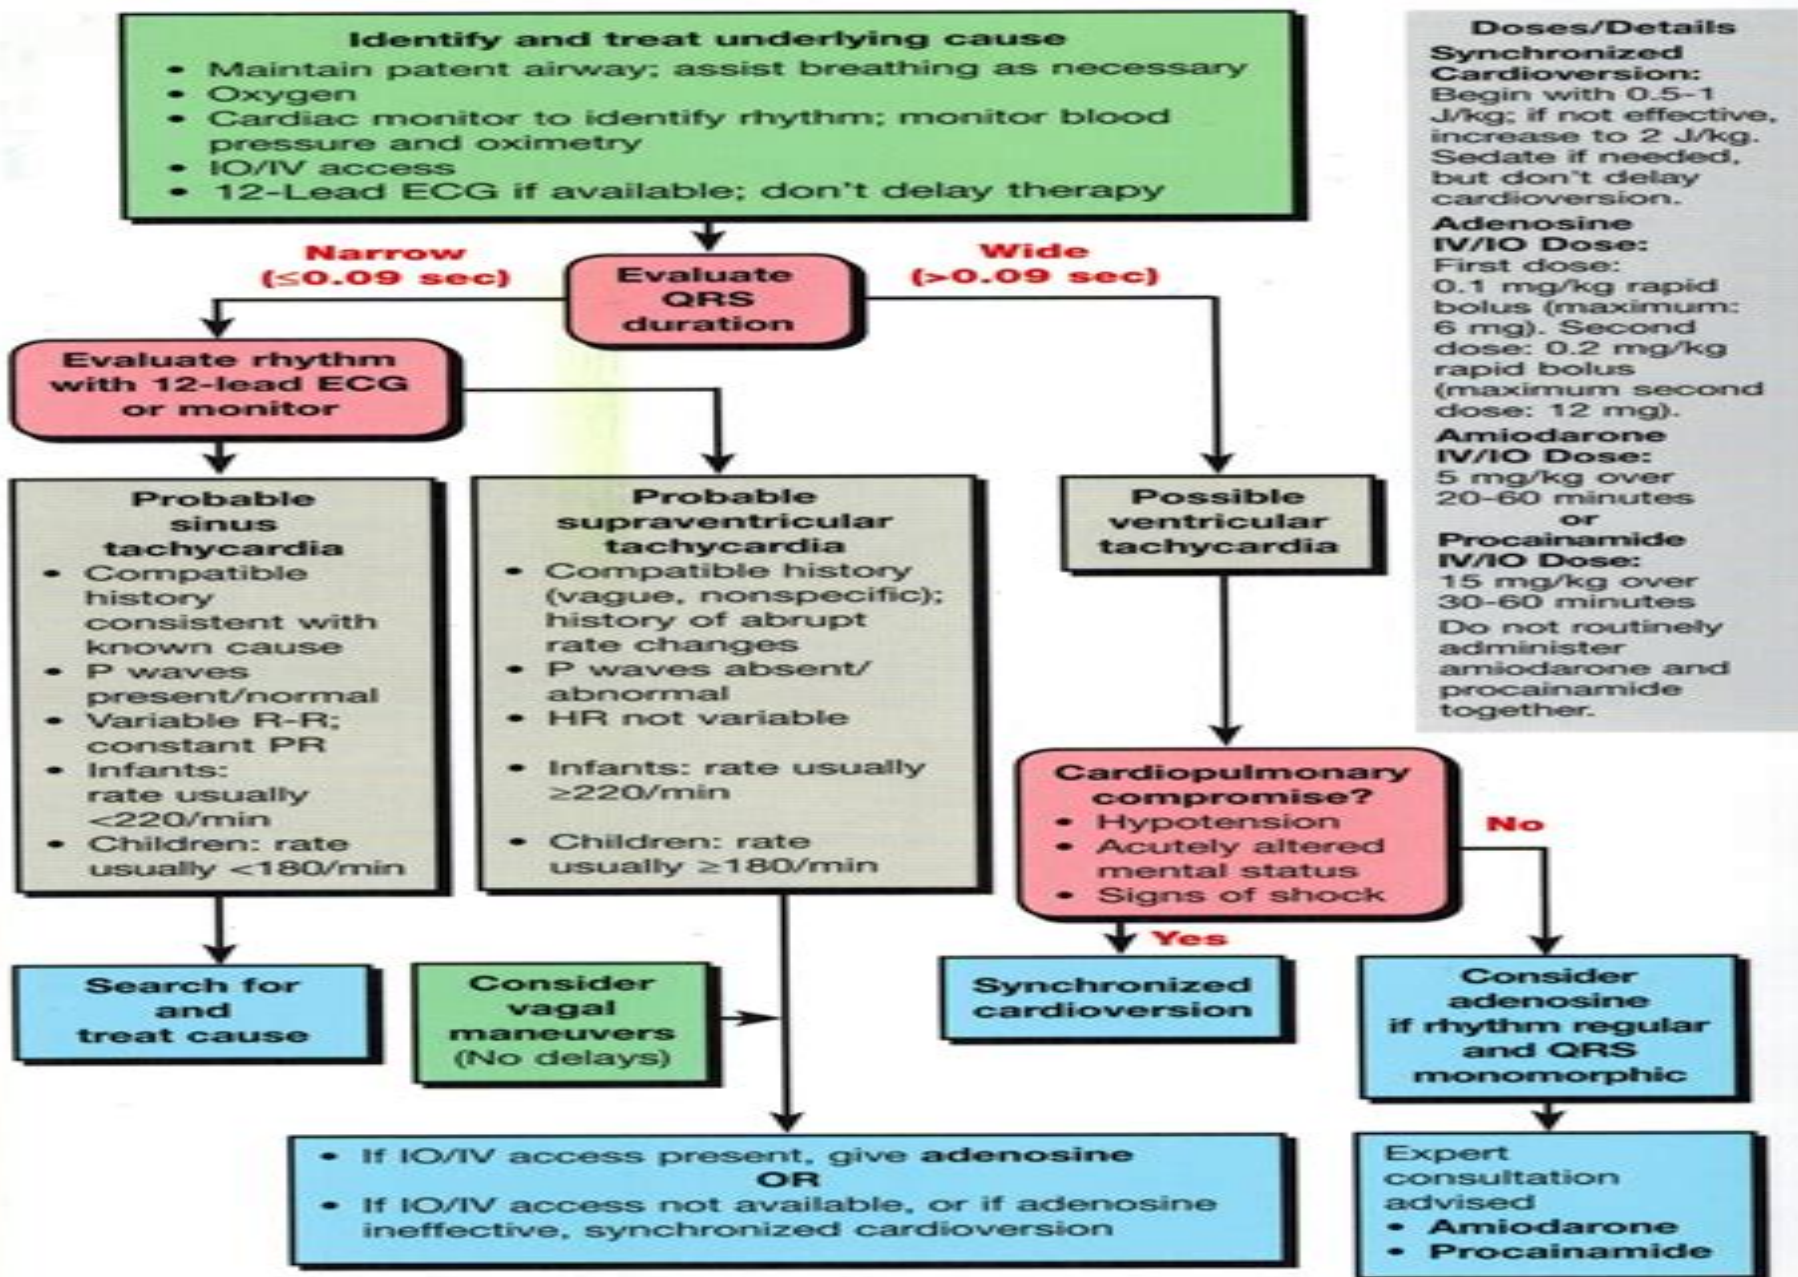 Identify and treat underlying cause
• Maintain patent airway; assist breathing as necessary
• Oxygen
• Cardiac monitor to identify rhythm; monitor blood
pressure and oximetry
• IO/IV access
• 12-Lead ECG if available; don't delay therapy
Narrow
(≤0.09 sec)
Evaluate
QRS
duration
Wide
(>0.09 sec)
Evaluate rhythm
with 12-lead ECG
or monitor
Probable
sinus
tachycardia
• Compatible
history
consistent with
known cause
• P waves
present/normal
• Variable R-R;
constant PR
• Infants:
rate usually
<220/min
• Children: rate
usually <180/min
Probable
supraventricular
tachycardia
• Compatible history
(vague, nonspecific);
history of abrupt
rate changes
• P waves absent/
abnormal
• HR not variable
• Infants: rate usually
≥220/min
• Children: rate
usually ≥180/min
Possible
ventricular
tachycardia
Cardiopulmonary
compromise?
• Hypotension
• Acutely altered
mental status
• Signs of shock
No
Yes
Search for
and
treat cause
Consider
vagal
maneuvers
(No delays)
Synchronized
cardioversion
Consider
adenosine
if rhythm regular
and QRS
monomorphic
• If IO/IV access present, give adenosine
OR
• If IO/IV access not available, or if adenosine
ineffective, synchronized cardioversion
Expert
consultation
advised
• Amiodarone
• Procainamide
Doses/Details
Synchronized
Cardioversion:
Begin with 0.5-1
J/kg; if not effective,
increase to 2 J/kg.
Sedate if needed,
but don't delay
cardioversion.
Adenosine
IV/IO Dose:
First dose:
0.1 mg/kg rapid
bolus (maximum:
6 mg). Second
dose: 0.2 mg/kg
rapid bolus
(maximum second
dose: 12 mg).
Amiodarone
IV/IO Dose:
5 mg/kg over
20-60 minutes
or
Procainamide
IV/IO Dose:
15 mg/kg over
30-60 minutes
Do not routinely
administer
amiodarone and
procainamide
together.